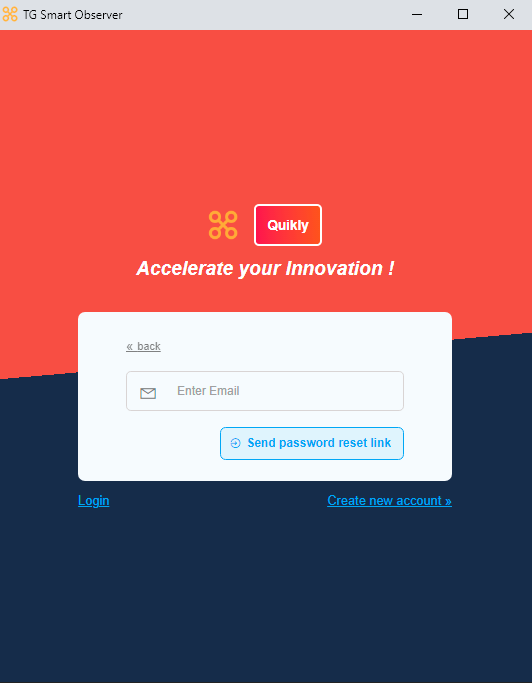 TG Smart Observer
Quikly
Accelerate your Innovation !
« back
Enter Email
Send password reset link
Login
Create new account »